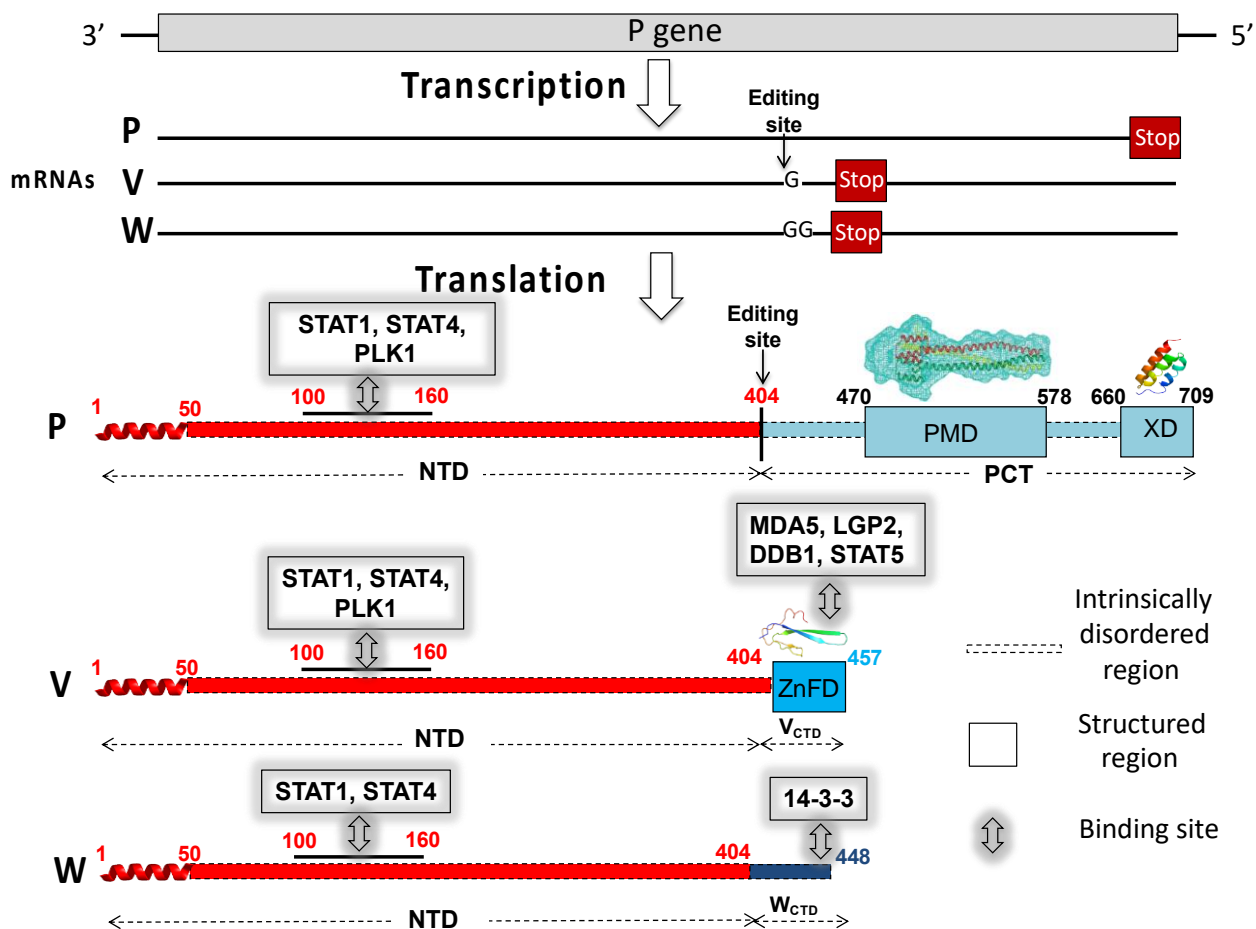 3’
P gene
5’
Transcription
Editing
site
P
Stop
mRNAs
V
G
Stop
W
GG
Stop
Translation
STAT1, STAT4,
PLK1
Editing
site
1
50
100
160
404
470
578
660
709
P
PMD
XD
NTD
PCT
MDA5, LGP2,
DDB1, STAT5
STAT1, STAT4,
PLK1
1
50
100
160
404
457
V
ZnFD
NTD
VCTD
STAT1, STAT4
14-3-3
1
50
100
160
404
448
W
NTD
WCTD
Intrinsically
disordered
region
Structured
region
Binding site